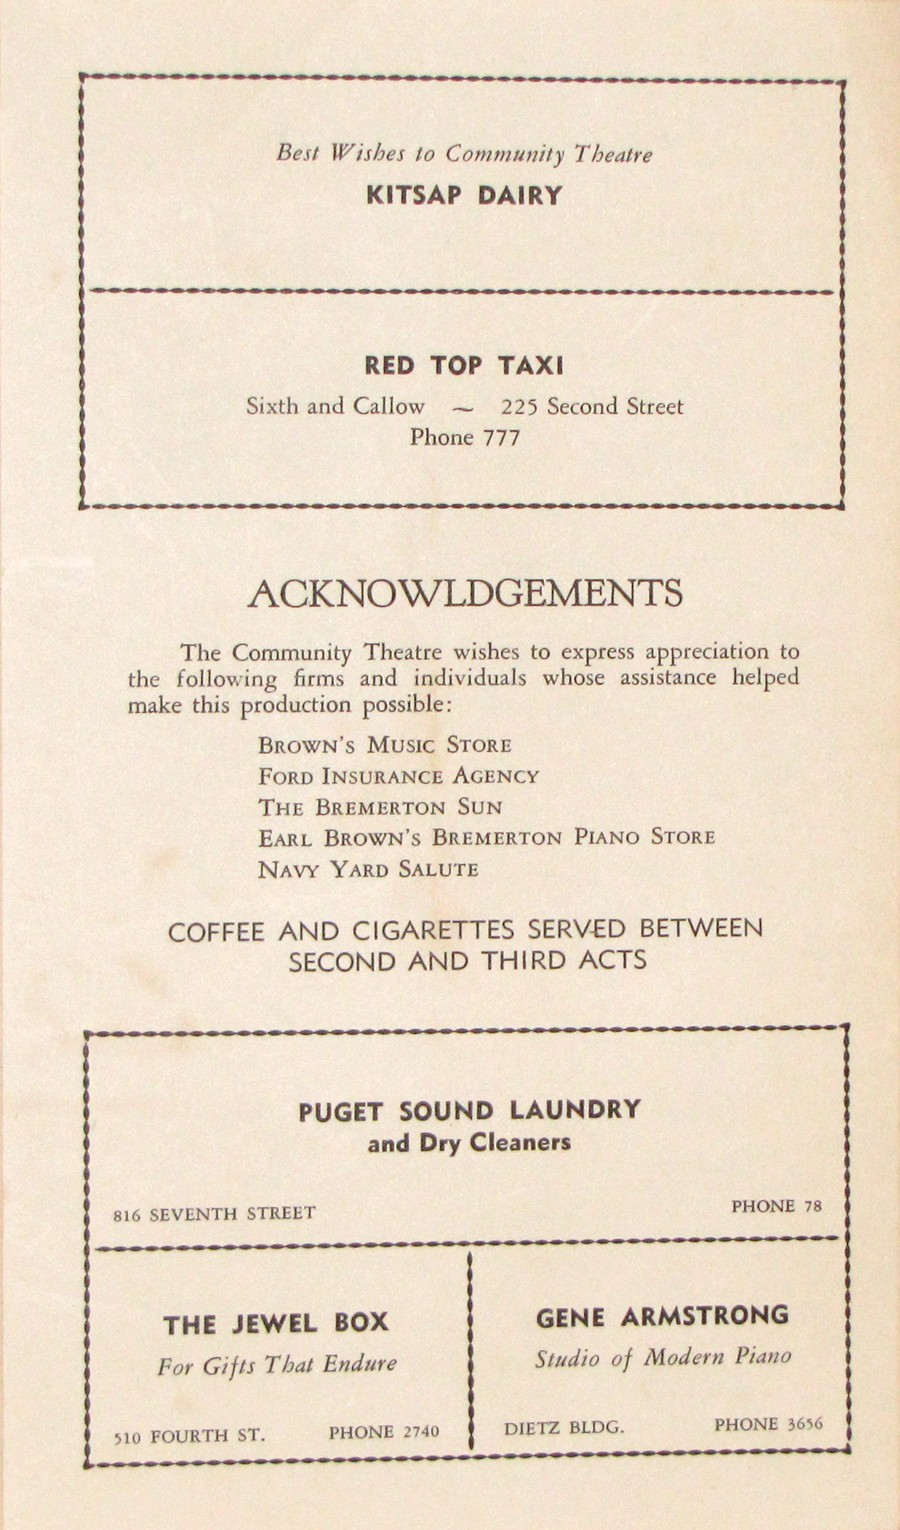 Best Wishes to Community Theatre
KITSAP DAIRY
RED TOP TAXI
Sixth and Callow ~ 225 Second Street
Phone 777
ACKNOWLDGEMENTS
The Community Theatre wishes to express appreciation to
the following firms and individuals whose assistance helped
make this production possible:
BROWN'S MUSIC STORE
FORD INSURANCE AGENCY
THE BREMERTON SUN
EARL BROWN'S BREMERTON PIANO STORE
NAVY YARD SALUTE
COFFEE AND CIGARETTES SERVED BETWEEN
SECOND AND THIRD ACTS
PUGET SOUND LAUNDRY
and Dry Cleaners
816 SEVENTH STREET PHONE 78
THE JEWEL BOX
For Gifts That Endure
510 FOURTH ST. PHONE 2740
GENE ARMSTRONG
Studio of Modern Piano
DIETZ BLDG. PHONE 3656